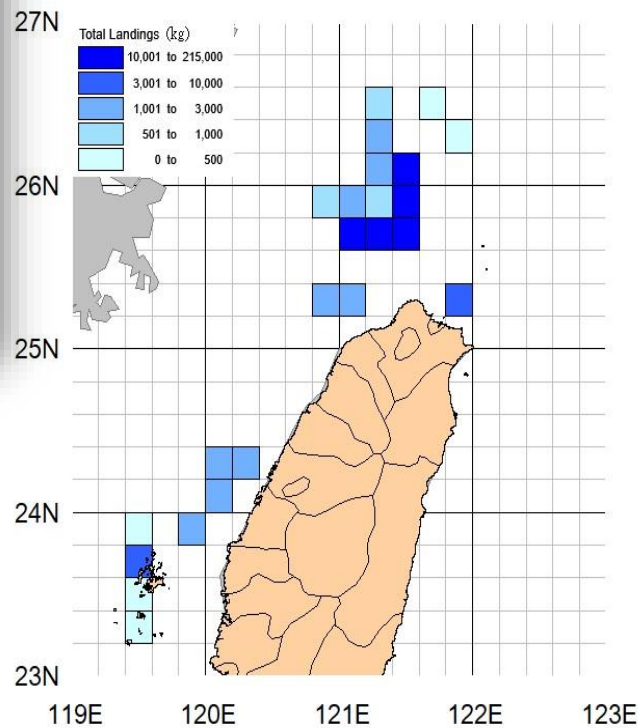 27N
Total Landings (kg)
10,001 to 215,000
3,001 to 10,000
1,001 to 3,000
501 to 1,000
0 to 500
26N
25N
24N
23N
119E 120E 121E 122E 123E